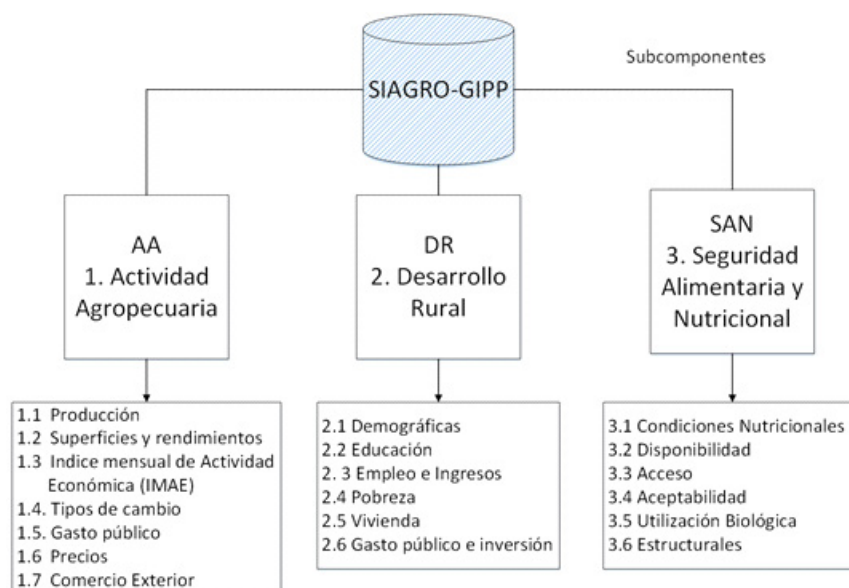 SIAGRO-GIPP
Subcomponentes
AA
1. Actividad
Agropecuaria
DR
2. Desarrollo
Rural
SAN
3. Seguridad
Alimentaria y
Nutricional
1.1 Producción
1.2 Superficies y rendimientos
1.3 Indice mensual de Actividad
Económica (IMAE)
1.4. Tipos de cambio
1.5. Gasto público
1.6 Precios
1.7 Comercio Exterior
2.1 Demográficas
2.2 Educación
2. 3 Empleo e Ingresos
2.4 Pobreza
2.5 Vivienda
2.6 Gasto público e inversión
3.1 Condiciones Nutricionales
3.2 Disponibilidad
3.3 Acceso
3.4 Aceptabilidad
3.5 Utilización Biológica
3.6 Estructurales